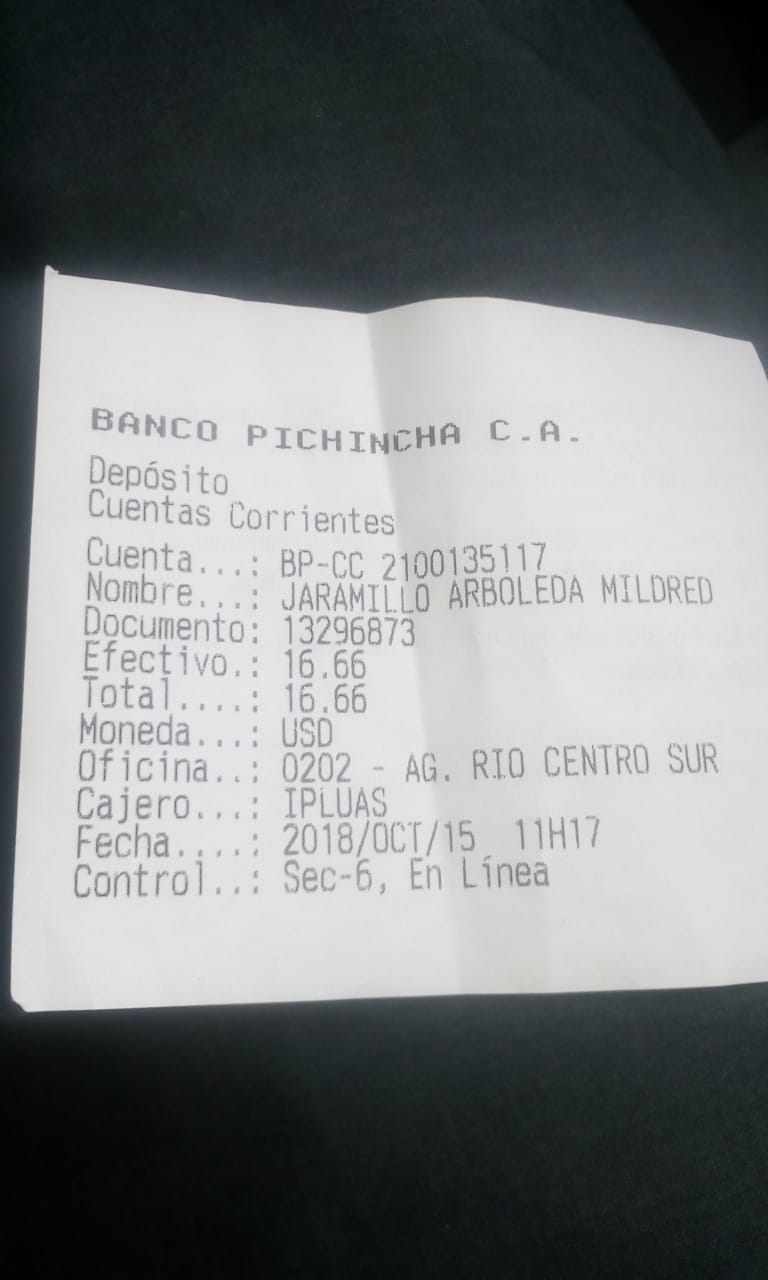 BANCO PICHINCHA C.A.
Depósito
Cuentas Corrientes
Cuenta...: BP-CC 2100135117
Nombre...: JARAMILLO ARBOLEDA MILDRED
Documento: 13296873
Efectivo.: 16.66
Total....: 16.66
Moneda...: USD
Oficina..: 0202 - AG. RIO CENTRO SUR
Cajero...: IPLUAS
Fecha....: 2018/OCT/15 11H17
Control..: Sec-6, En Línea